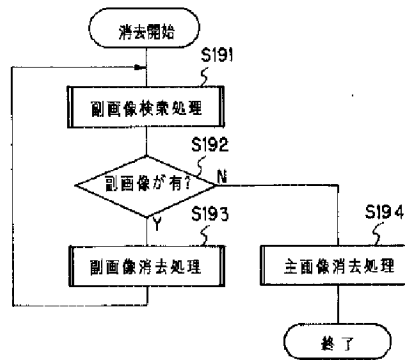 消去開始
S191
副画像検索処理
S192
副画像が有?
N
Y
S193
副画像消去処理
S194
主画像消去処理
終了